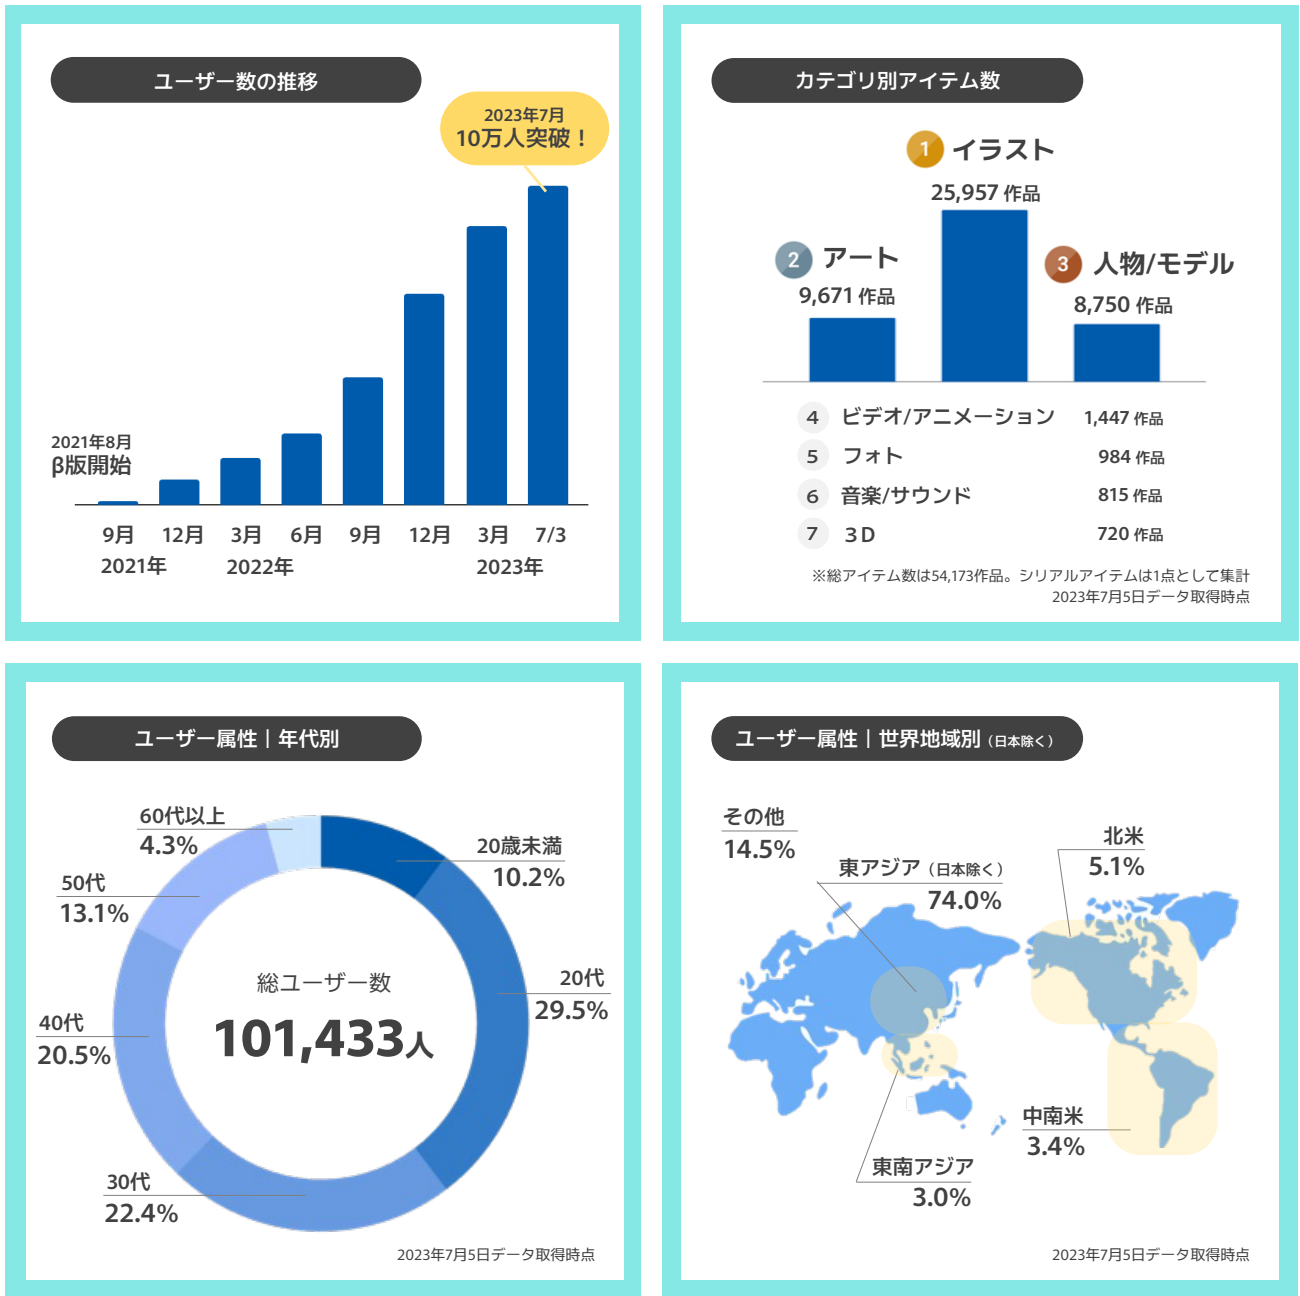 ユーザー数の推移
2023年7月
10万人突破！
2021年8月
β版開始
9月 12月 3月 6月 9月 12月 3月 7/3
2021年 2022年 2023年
カテゴリ別アイテム数
1 イラスト
25,957 作品
2 アート
9,671 作品
3 人物/モデル
8,750 作品
4 ビデオ/アニメーション 1,447 作品
5 フォト 984 作品
6 音楽/サウンド 815 作品
7 3D 720 作品
※総アイテム数は54,173作品。シリアルアイテムは1点として集計
2023年7月5日データ取得時点
ユーザー属性｜年代別
60代以上
4.3%
20歳未満
10.2%
50代
13.1%
20代
29.5%
総ユーザー数
101,433人
40代
20.5%
30代
22.4%
2023年7月5日データ取得時点
ユーザー属性｜世界地域別（日本除く）
その他
14.5%
東アジア（日本除く）
74.0%
北米
5.1%
中南米
3.4%
東南アジア
3.0%
2023年7月5日データ取得時点